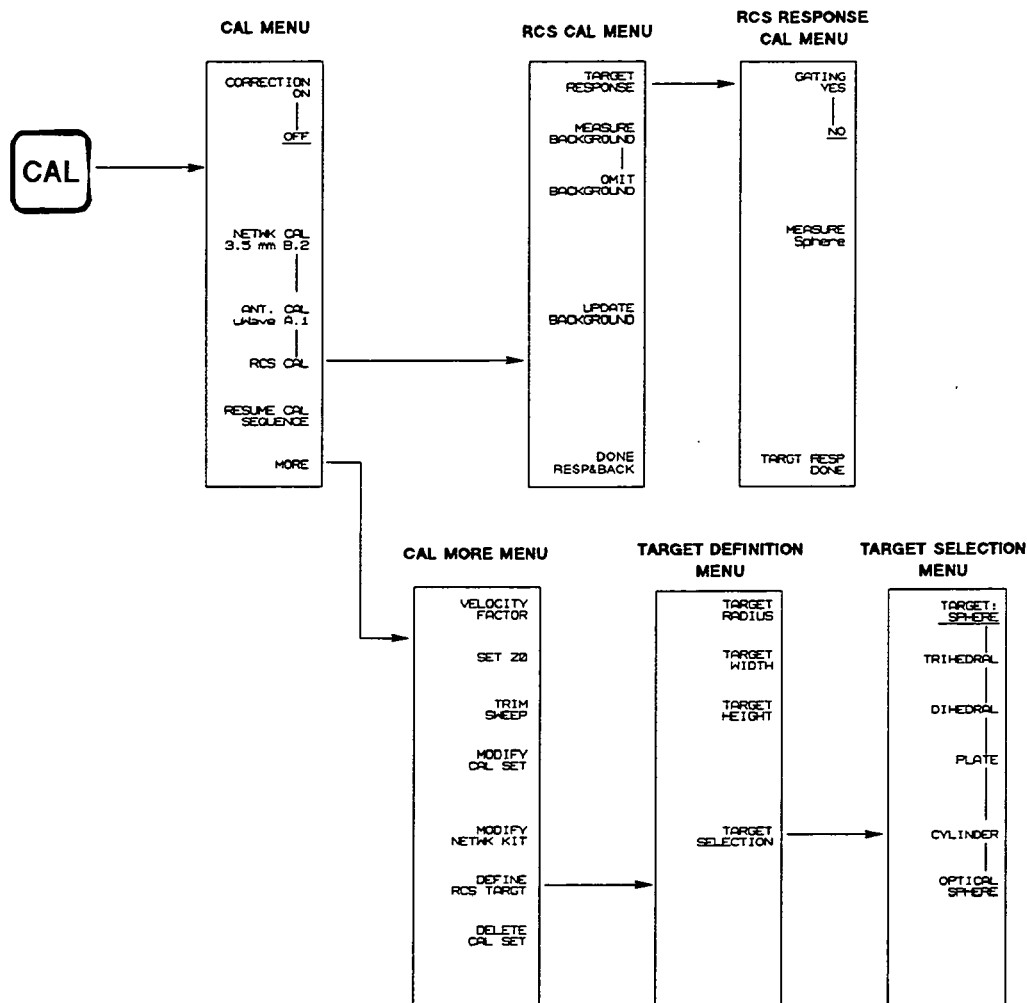 CAL
CAL MENU
CORRECTION
ON
OFF
NETWK CAL
3.5 mm B.2
ANT. CAL
uWave A.1
RCS CAL
RESUME CAL
SEQUENCE
MORE
RCS CAL MENU
TARGET
RESPONSE
MEASURE
BACKGROUND
OMIT
BACKGROUND
UPDATE
BACKGROUND
DONE
RESP&BACK
RCS RESPONSE
CAL MENU
GATING
YES
NO
MEASURE
Sphere
TARGT RESP
DONE
CAL MORE MENU
VELOCITY
FACTOR
SET Z0
TRIM
SWEEP
MODIFY
CAL SET
MODIFY
NETWK KIT
DEFINE
RCS TARGT
DELETE
CAL SET
TARGET DEFINITION
MENU
TARGET
RADIUS
TARGET
WIDTH
TARGET
HEIGHT
TARGET
SELECTION
TARGET SELECTION
MENU
TARGET:
SPHERE
TRIHEDRAL
DIHEDRAL
PLATE
CYLINDER
OPTICAL
SPHERE